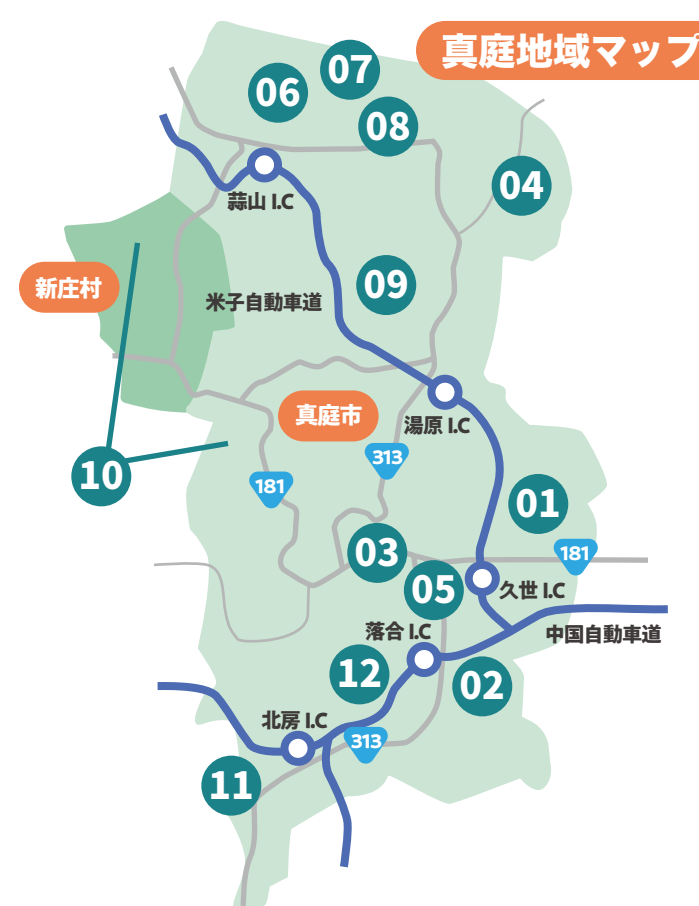 真庭地域マップ
07
06
08
04
蒜山 I.C
新庄村
09
米子自動車道
湯原 I.C
真庭市
313
10
181
01
03
181
05
久世 I.C
落合 I.C
中国自動車道
12
02
北房 I.C
313
11